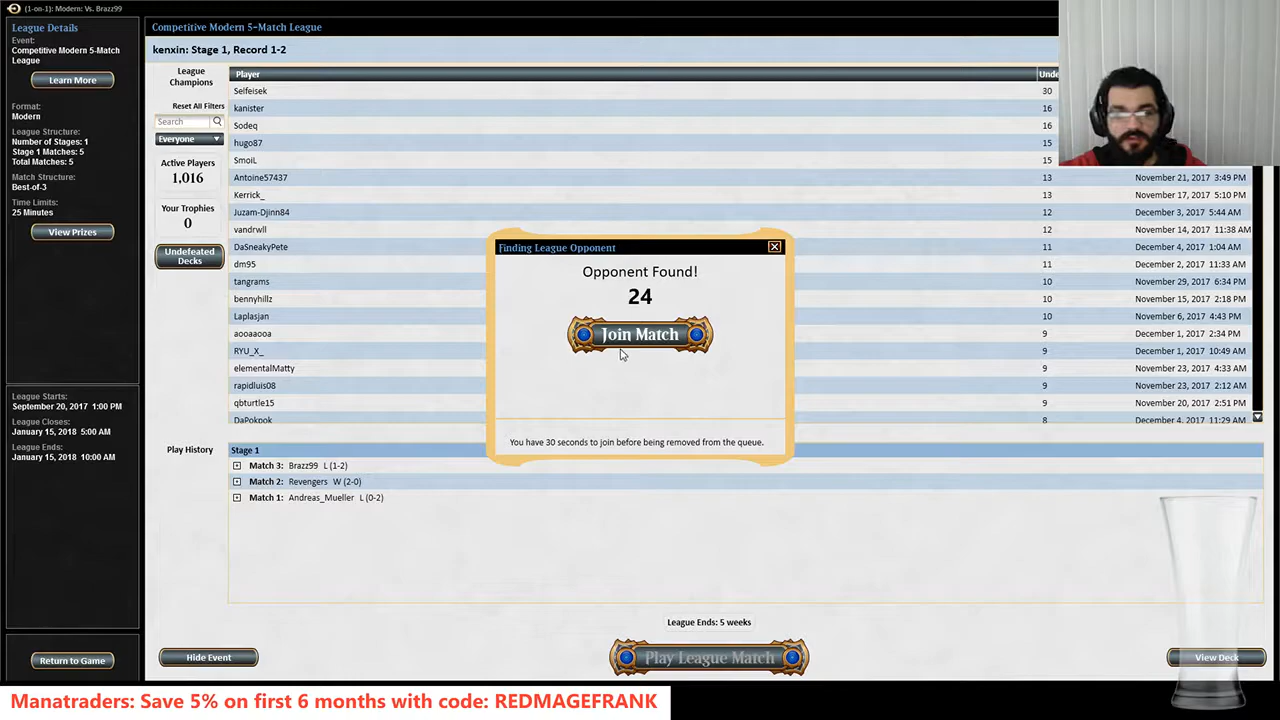 (1-on-1): Modern: Vs. Brazz99
League Details
Event:
Competitive Modern 5-Match
League
Learn More
Format:
Modern
League Structure:
Number of Stages: 1
Stage 1 Matches: 5
Total Matches: 5
Match Structure:
Best-of-3
Time Limits:
25 Minutes
View Prizes
League Starts:
September 20, 2017 1:00 PM
League Closes:
January 15, 2018 5:00 AM
League Ends:
January 15, 2018 10:00 AM
Return to Game
Competitive Modern 5-Match League
kenxin: Stage 1, Record 1-2
League
Champions
Reset All Filters
Search
Everyone
Active Players
1,016
Your Trophies
0
Undefeated
Decks
Player Unde
Selfeisek 30
kanister 16
Sodeq 16
hugo87 15
SmoiL 15
Antoine57437 13 November 21, 2017 3:49 PM
Kerrick_ 13 November 17, 2017 5:10 PM
Juzam-Djinn84 12 December 3, 2017 5:44 AM
vandrwll 12 November 14, 2017 11:38 AM
DaSneakyPete 11 December 4, 2017 1:04 AM
dm95 11 December 2, 2017 11:33 AM
tangrams 10 November 29, 2017 6:34 PM
bennyhillz 10 November 15, 2017 2:18 PM
Laplasjan 10 November 6, 2017 4:43 PM
aooaaooa 9 December 1, 2017 2:34 PM
RYU_X_ 9 December 1, 2017 10:49 AM
elementalMatty 9 November 23, 2017 4:33 AM
rapidluis08 9 November 23, 2017 2:12 AM
qbturtle15 9 November 20, 2017 2:51 PM
DaPokpok 8 December 4, 2017 11:29 AM
Finding League Opponent
Opponent Found!
24
Join Match
You have 30 seconds to join before being removed from the queue.
Play History
Stage 1
Match 3: Brazz99 L (1-2)
Match 2: Revengers W (2-0)
Match 1: Andreas_Mueller L (0-2)
League Ends: 5 weeks
Hide Event
Play League Match
View Deck
Manatraders: Save 5% on first 6 months with code: REDMAGEFRANK